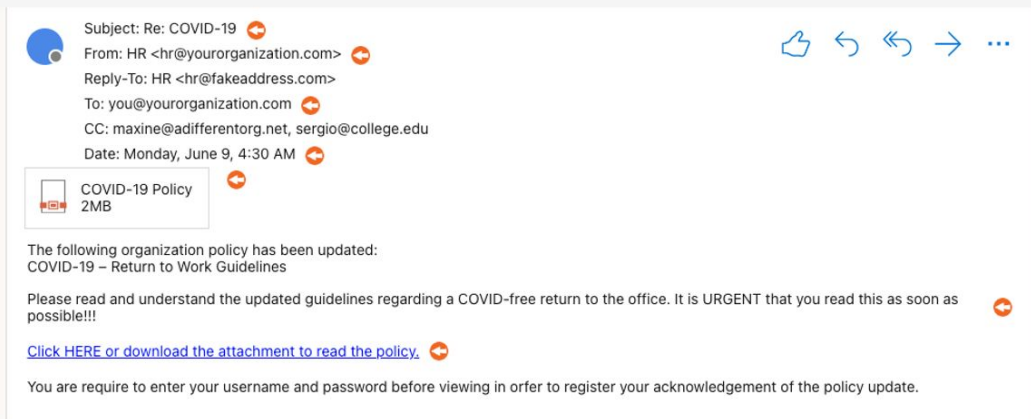 Subject: Re: COVID-19
From: HR <hr@yourorganization.com>
Reply-To: HR <hr@fakeaddress.com>
To: you@yourorganization.com
CC: maxine@adifferentorg.net, sergio@college.edu
Date: Monday, June 9, 4:30 AM
COVID-19 Policy
2MB
The following organization policy has been updated:
COVID-19 – Return to Work Guidelines
Please read and understand the updated guidelines regarding a COVID-free return to the office. It is URGENT that you read this as soon as
possible!!!
Click HERE or download the attachment to read the policy.
You are require to enter your username and password before viewing in orfer to register your acknowledgement of the policy update.